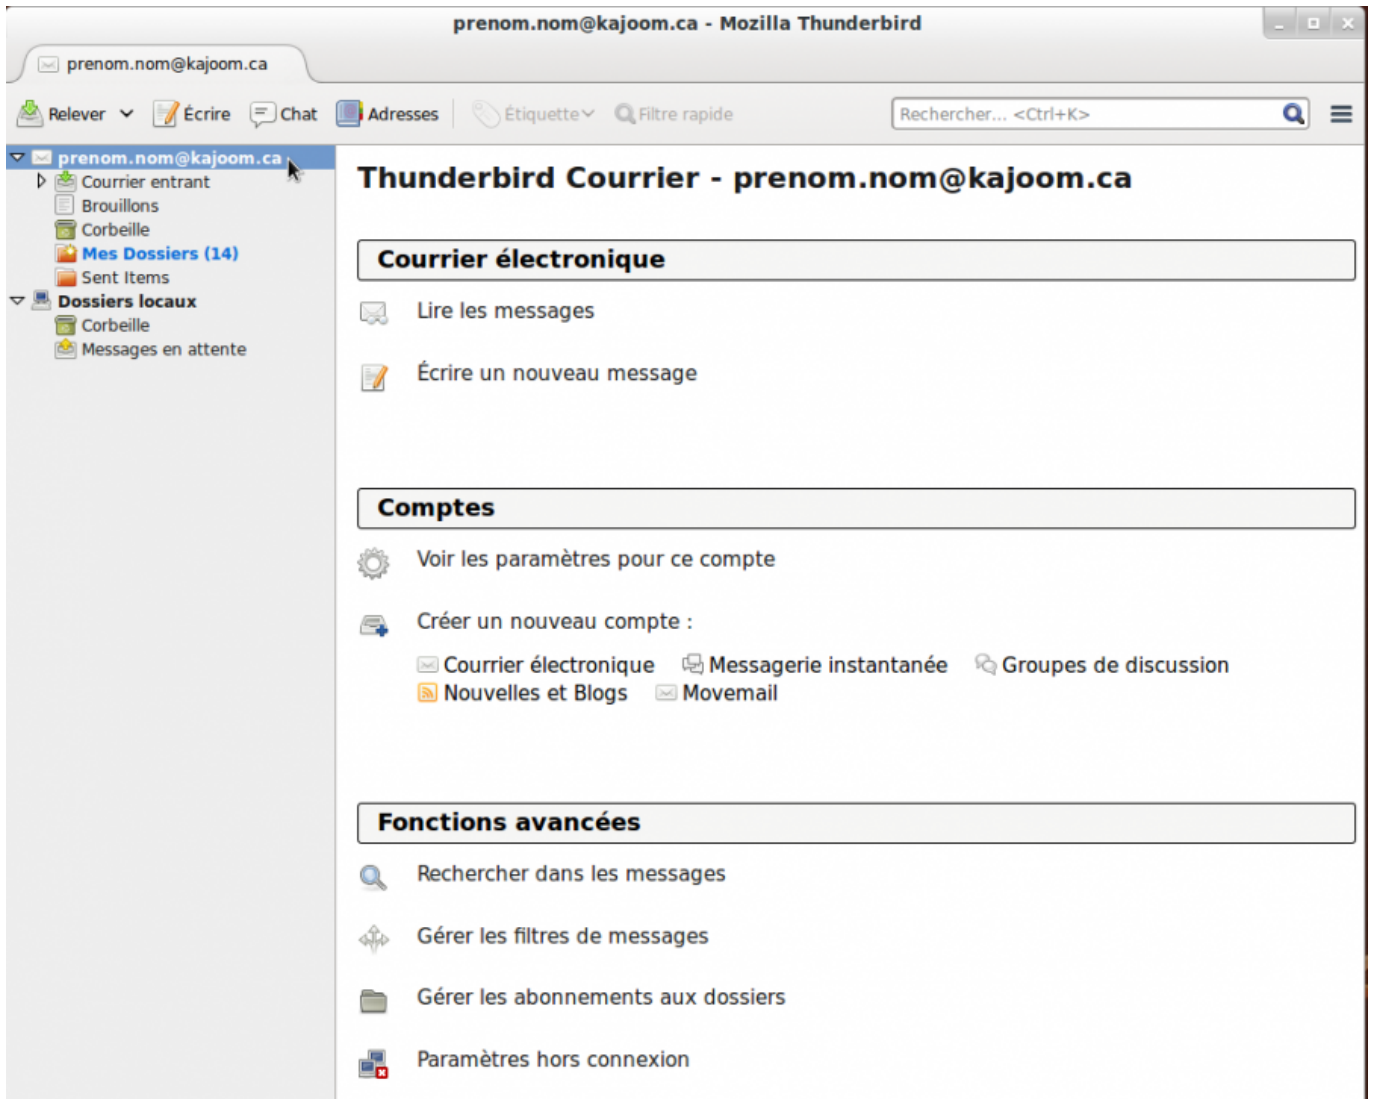 prenom.nom@kajoom.ca - Mozilla Thunderbird
prenom.nom@kajoom.ca
Relever Écrire Chat Adresses Étiquette Filtre rapide Rechercher... <Ctrl+K>
prenom.nom@kajoom.ca
Courrier entrant
Brouillons
Corbeille
Mes Dossiers (14)
Sent Items
Dossiers locaux
Corbeille
Messages en attente
Thunderbird Courrier - prenom.nom@kajoom.ca
Courrier électronique
Lire les messages
Écrire un nouveau message
Comptes
Voir les paramètres pour ce compte
Créer un nouveau compte :
Courrier électronique Messagerie instantanée Groupes de discussion
Nouvelles et Blogs Movemail
Fonctions avancées
Rechercher dans les messages
Gérer les filtres de messages
Gérer les abonnements aux dossiers
Paramètres hors connexion